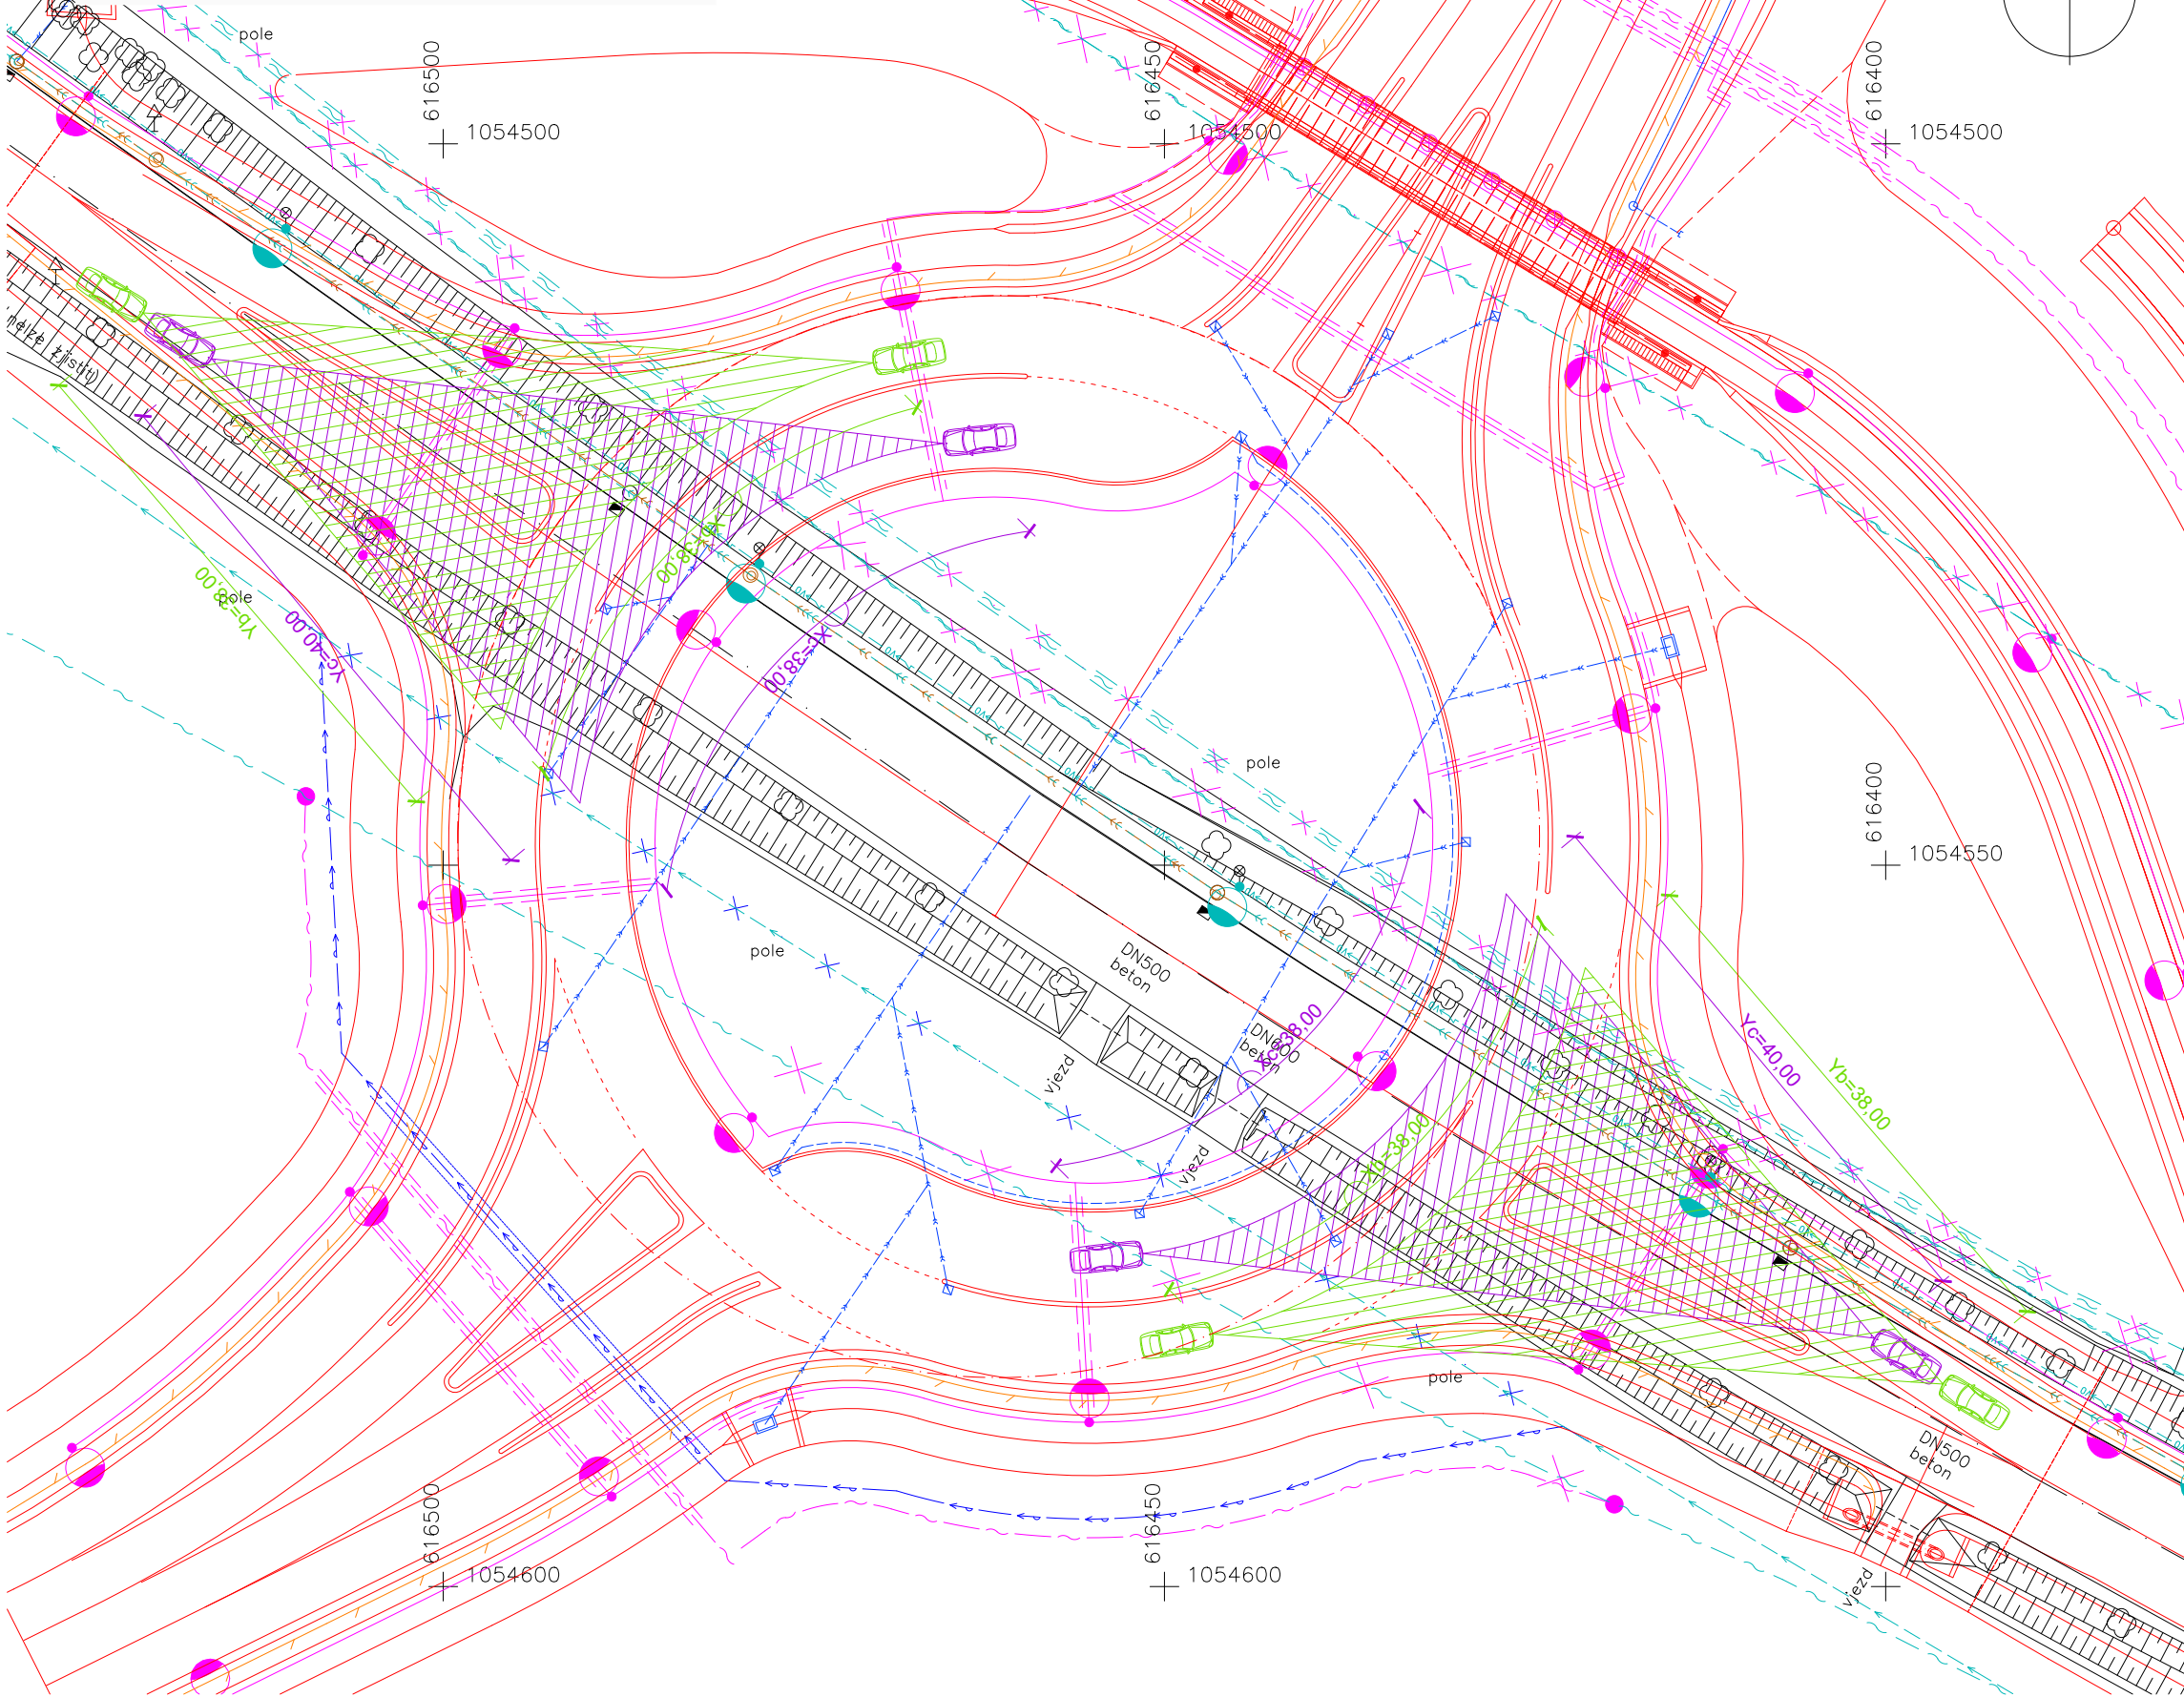 pole
616500
1054500
616450
1054500
616400
1054500
nelze zjistit)
pole
Yb=38,00
Yc=40,00
Xb=38,00
Xc=38,00
pole
616400
1054550
pole
DN500
beton
DN600
beton
Xc=38,00
vjezd
Yc=40,00
Yb=38,00
Xb=38,00
vjezd
pole
DN500
beton
616500
1054600
616450
1054600
vjezd